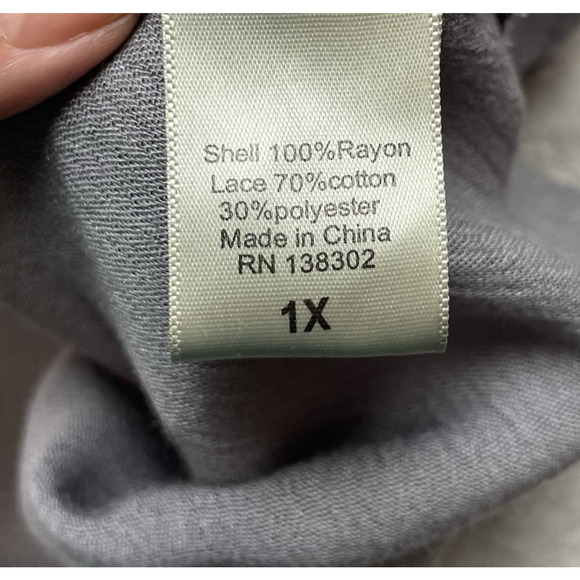 Shell 100%Rayon
Lace 70%cotton
30%polyester
Made in China
RN 138302
1X